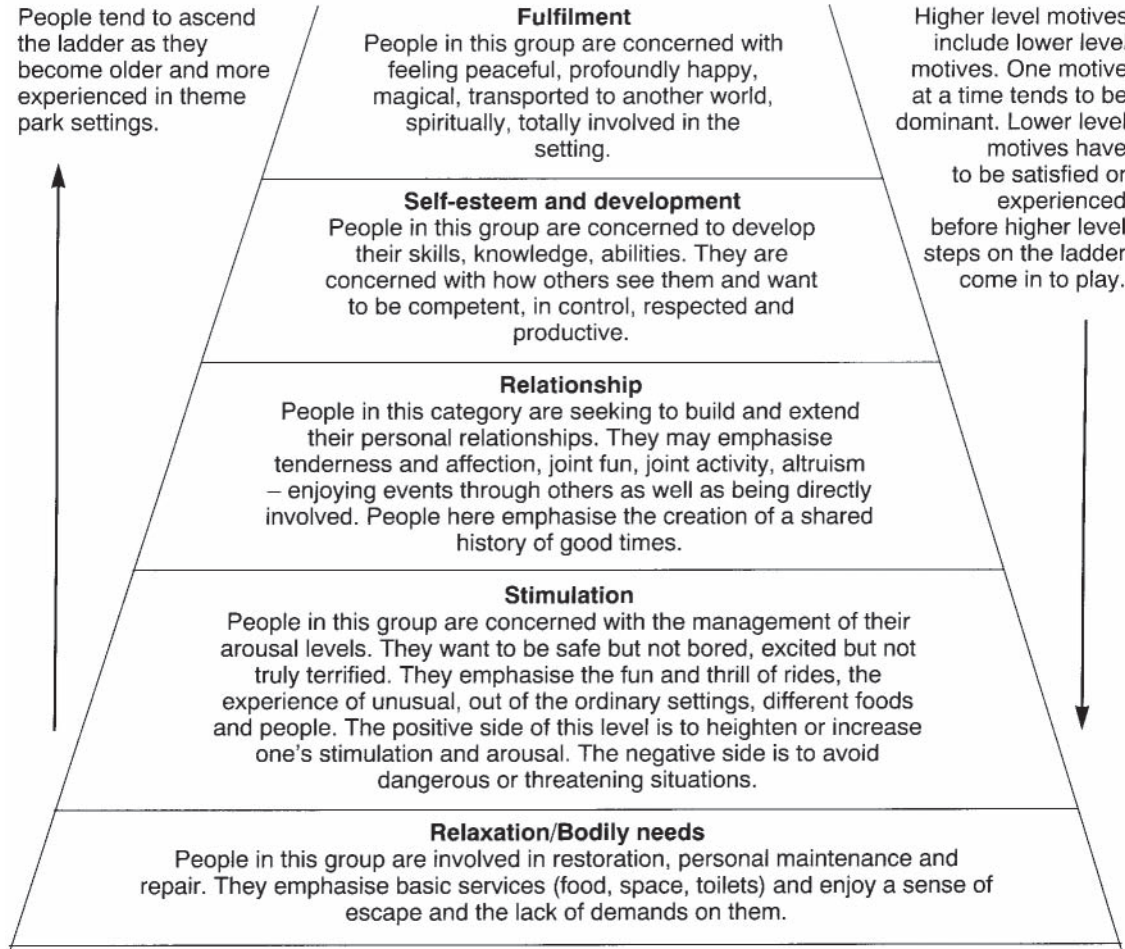 People tend to ascend
the ladder as they
become older and more
experienced in theme
park settings.
Fulfilment
People in this group are concerned with
feeling peaceful, profoundly happy,
magical, transported to another world,
spiritually, totally involved in the
setting.
Higher level motives
include lower level
motives. One motive
at a time tends to be
dominant. Lower level
motives have
to be satisfied or
experienced
before higher level
steps on the ladder
come in to play.
Self-esteem and development
People in this group are concerned to develop
their skills, knowledge, abilities. They are
concerned with how others see them and want
to be competent, in control, respected and
productive.
Relationship
People in this category are seeking to build and extend
their personal relationships. They may emphasise
tenderness and affection, joint fun, joint activity, altruism
– enjoying events through others as well as being directly
involved. People here emphasise the creation of a shared
history of good times.
Stimulation
People in this group are concerned with the management of their
arousal levels. They want to be safe but not bored, excited but not
truly terrified. They emphasise the fun and thrill of rides, the
experience of unusual, out of the ordinary settings, different foods
and people. The positive side of this level is to heighten or increase
one's stimulation and arousal. The negative side is to avoid
dangerous or threatening situations.
Relaxation/Bodily needs
People in this group are involved in restoration, personal maintenance and
repair. They emphasise basic services (food, space, toilets) and enjoy a sense of
escape and the lack of demands on them.